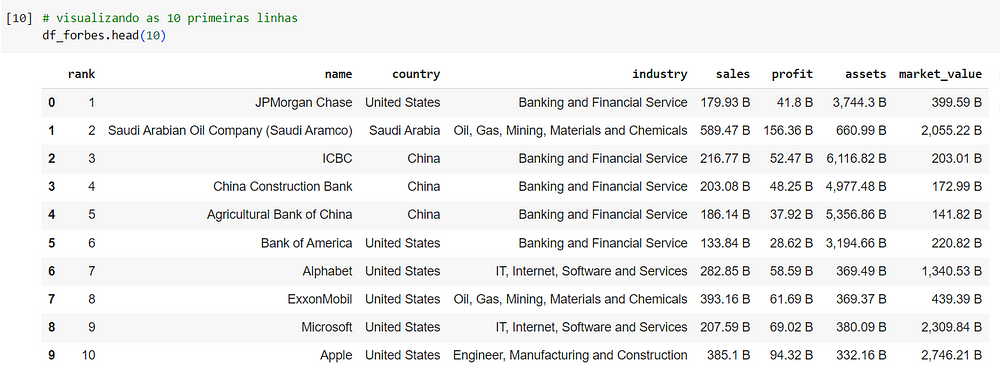 [10] # visualizando as 10 primeiras linhas
df_forbes.head(10)
rank name country industry sales profit assets market_value
0 1 JPMorgan Chase United States Banking and Financial Service 179.93 B 41.8 B 3,744.3 B 399.59 B
1 2 Saudi Arabian Oil Company (Saudi Aramco) Saudi Arabia Oil, Gas, Mining, Materials and Chemicals 589.47 B 156.36 B 660.99 B 2,055.22 B
2 3 ICBC China Banking and Financial Service 216.77 B 52.47 B 6,116.82 B 203.01 B
3 4 China Construction Bank China Banking and Financial Service 203.08 B 48.25 B 4,977.48 B 172.99 B
4 5 Agricultural Bank of China China Banking and Financial Service 186.14 B 37.92 B 5,356.86 B 141.82 B
5 6 Bank of America United States Banking and Financial Service 133.84 B 28.62 B 3,194.66 B 220.82 B
6 7 Alphabet United States IT, Internet, Software and Services 282.85 B 58.59 B 369.49 B 1,340.53 B
7 8 ExxonMobil United States Oil, Gas, Mining, Materials and Chemicals 393.16 B 61.69 B 369.37 B 439.39 B
8 9 Microsoft United States IT, Internet, Software and Services 207.59 B 69.02 B 380.09 B 2,309.84 B
9 10 Apple United States Engineer, Manufacturing and Construction 385.1 B 94.32 B 332.16 B 2,746.21 B